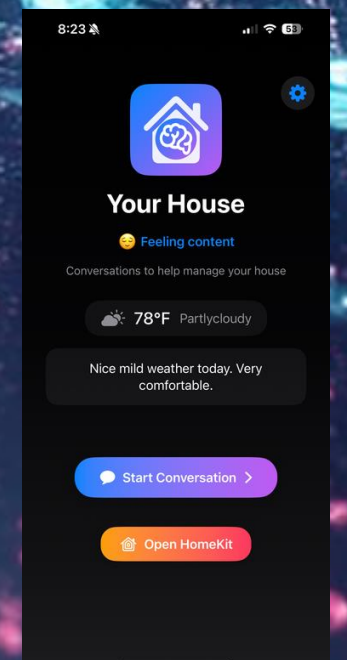 8:23
53
Your House
Feeling content
Conversations to help manage your house
78°F Partlycloudy
Nice mild weather today. Very
comfortable.
Start Conversation
Open HomeKit